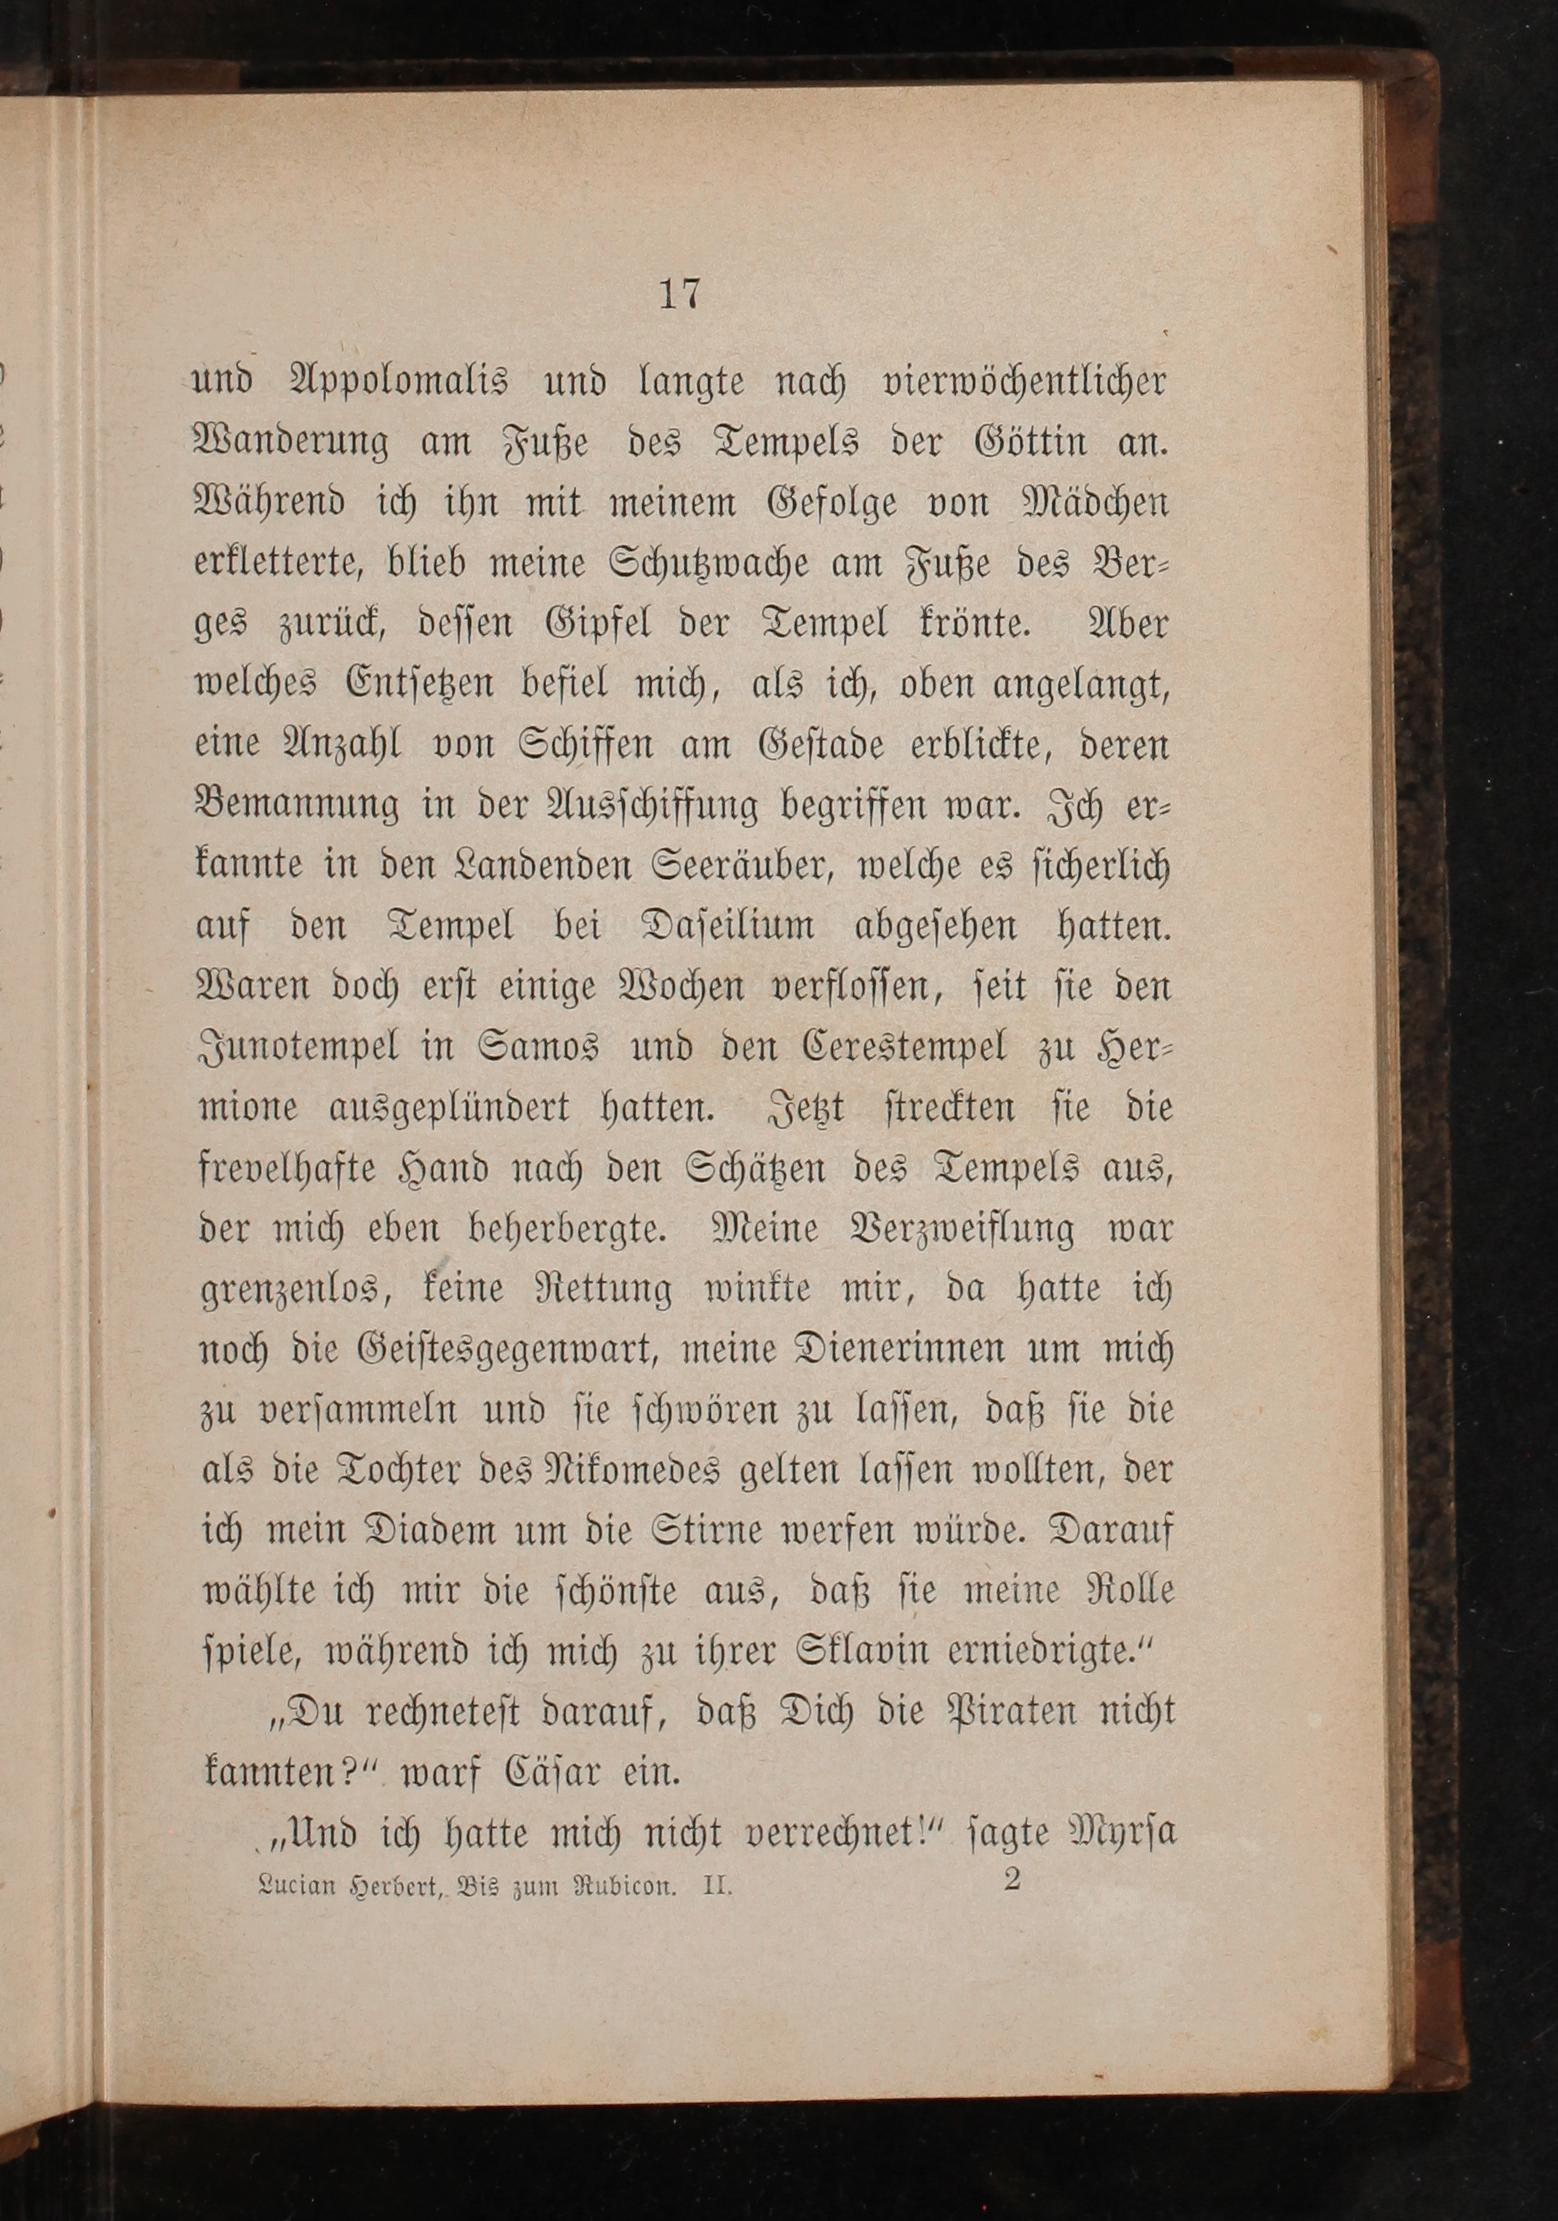 17
und Appolomalis und langte nach vierwöchentlicher
Wanderung am Fuße des Tempels der Göttin an.
Während ich ihn mit meinem Gefolge von Mädchen
erkletterte, blieb meine Schutzwache am Fuße des Ber⸗
ges zurück, deſſen Gipfel der Tempel krönte. Aber
welches Entſetzen befiel mich, als ich, oben angelangt,
eine Anzahl von Schiffen am Geſtade erblickte, deren
Bemannung in der Ausſchiffung begriffen war. Ich er⸗
kannte in den Landenden Seeräuber, welche es ſicherlich
auf den Tempel bei Daſeilium abgeſehen hatten.
Waren doch erſt einige Wochen verfloſſen, ſeit ſie den
Junotempel in Samos und den Cerestempel zu Her⸗
mione ausgeplündert hatten. Jetzt ſtreckten ſie die
frevelhafte Hand nach den Schätzen des Tempels aus,
der mich eben beherbergte. Meine Verzweiflung war
grenzenlos, keine Rettung winkte mir, da hatte ich
noch die Geiſtesgegenwart, meine Dienerinnen um mich
zu verſammeln und ſie ſchwören zu laſſen, daß ſie die
als die Tochter des Nikomedes gelten laſſen wollten, der
ich mein Diadem um die Stirne werfen würde. Darauf
wählte ich mir die ſchönſte aus, daß ſie meine Rolle
ſpiele, während ich mich zu ihrer Sklavin erniedrigte.“
„Du rechneteſt darauf, daß Dich die Piraten nicht
kannten?“ warf Cäſar ein.
„Und ich hatte mich nicht verrechnet!“ ſagte Myrſa
Lucian Herbert, Bis zum Rubicon. II. 2